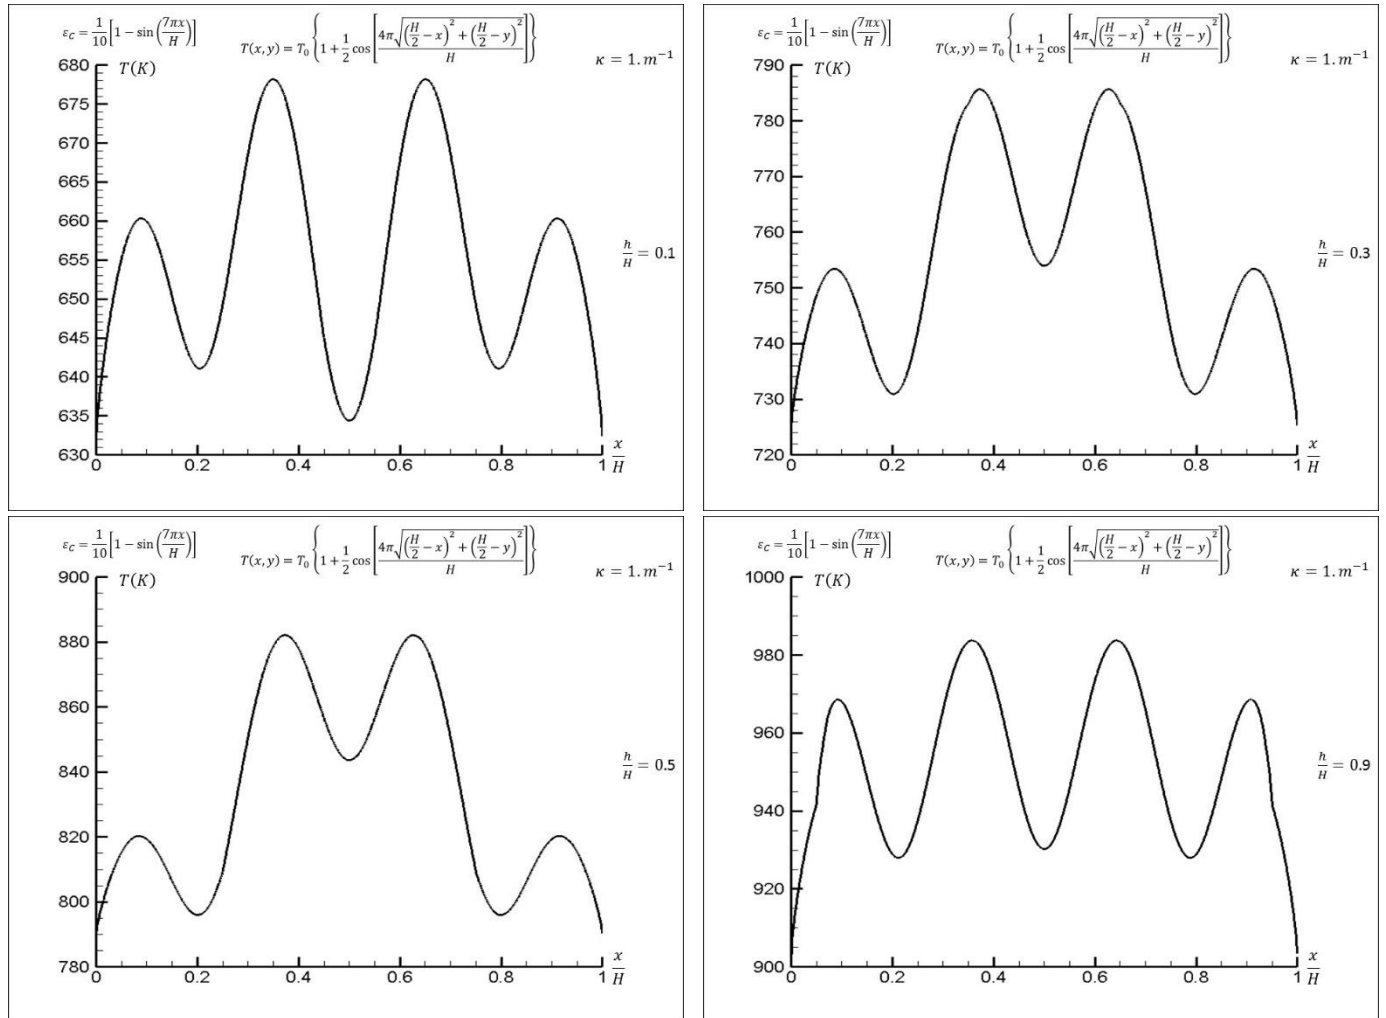 ε_C = 1/10 [1 − sin(7πx/H)]
T(x, y) = T_0 {1 + 1/2 cos [4π√((H/2 − x)^2 + (H/2 − y)^2)/H]}
κ = 1. m^−1
T(K)
680
675
670
665
660
655
650
645
640
635
630
h/H = 0.1
0 0.2 0.4 0.6 0.8 1 x/H
ε_C = 1/10 [1 − sin(7πx/H)]
T(x, y) = T_0 {1 + 1/2 cos [4π√((H/2 − x)^2 + (H/2 − y)^2)/H]}
κ = 1. m^−1
T(K)
790
780
770
760
750
740
730
720
h/H = 0.3
0 0.2 0.4 0.6 0.8 1 x/H
ε_C = 1/10 [1 − sin(7πx/H)]
T(x, y) = T_0 {1 + 1/2 cos [4π√((H/2 − x)^2 + (H/2 − y)^2)/H]}
κ = 1. m^−1
T(K)
900
880
860
840
820
800
780
h/H = 0.5
0 0.2 0.4 0.6 0.8 1 x/H
ε_C = 1/10 [1 − sin(7πx/H)]
T(x, y) = T_0 {1 + 1/2 cos [4π√((H/2 − x)^2 + (H/2 − y)^2)/H]}
κ = 1. m^−1
T(K)
1000
980
960
940
920
900
h/H = 0.9
0 0.2 0.4 0.6 0.8 1 x/H